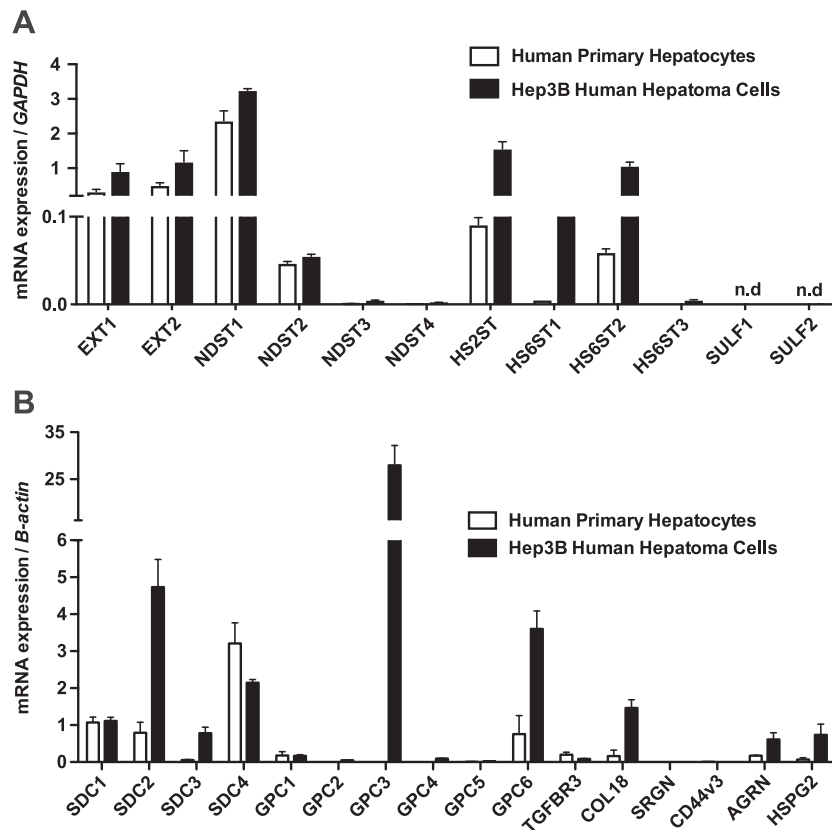 A
Human Primary Hepatocytes
Hep3B Human Hepatoma Cells
mRNA expression / GAPDH
4
3
2
1
0.1
0.0
EXT1 EXT2 NDST1 NDST2 NDST3 NDST4 HS2ST HS6ST1 HS6ST2 HS6ST3 SULF1 SULF2
n.d n.d
B
Human Primary Hepatocytes
Hep3B Human Hepatoma Cells
mRNA expression / B-actin
35
25
6
5
4
3
2
1
0
SDC1 SDC2 SDC3 SDC4 GPC1 GPC2 GPC3 GPC4 GPC5 GPC6 TGFBR3 COL18 SRGN CD44v3 AGRN HSPG2